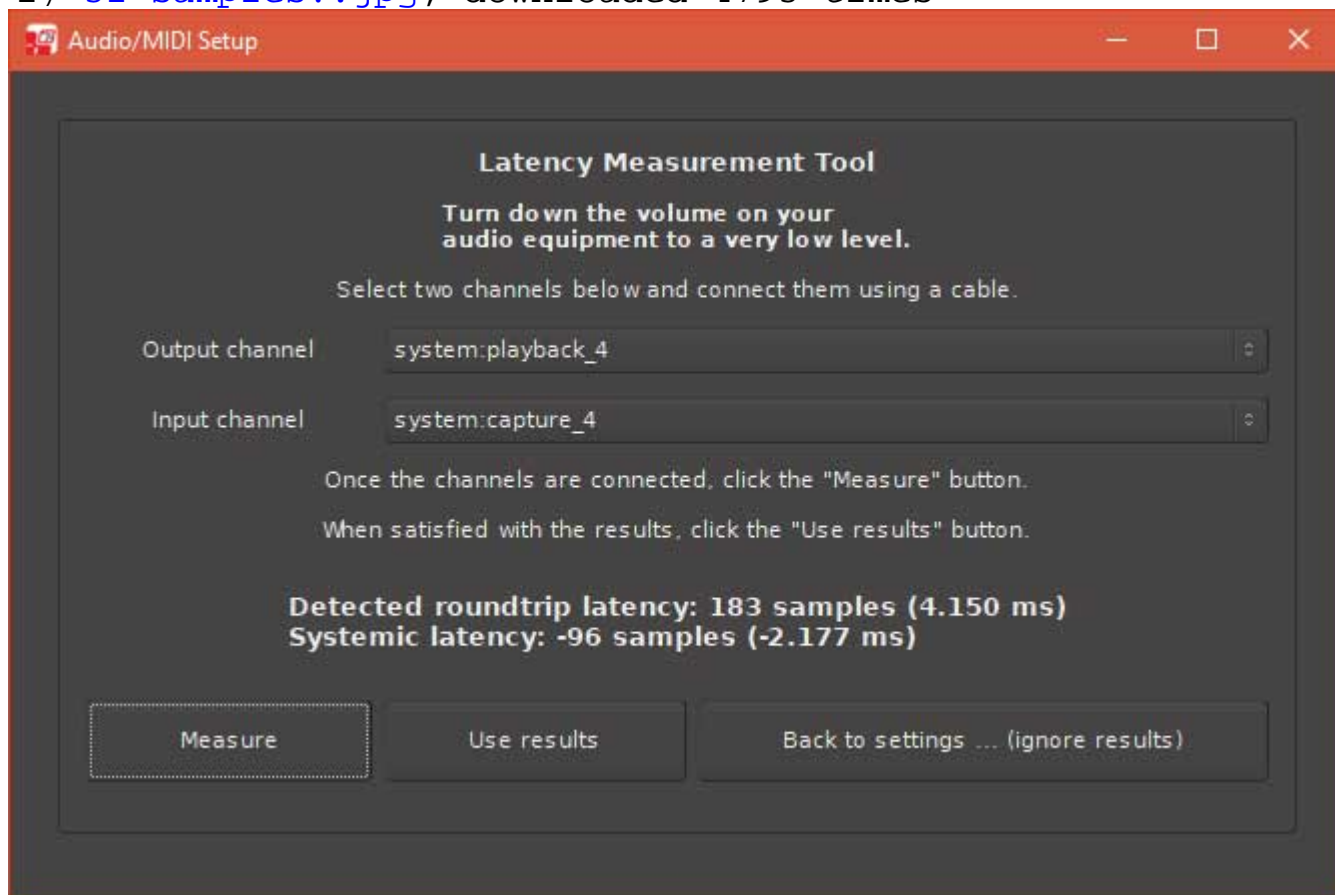 Audio/MIDI Setup
Latency Measurement Tool
Turn down the volume on your
audio equipment to a very low level.
Select two channels below and connect them using a cable.
Output channel system:playback_4
Input channel system:capture_4
Once the channels are connected, click the "Measure" button.
When satisfied with the results, click the "Use results" button.
Detected roundtrip latency: 183 samples (4.150 ms)
Systemic latency: -96 samples (-2.177 ms)
Measure Use results Back to settings ... (ignore results)